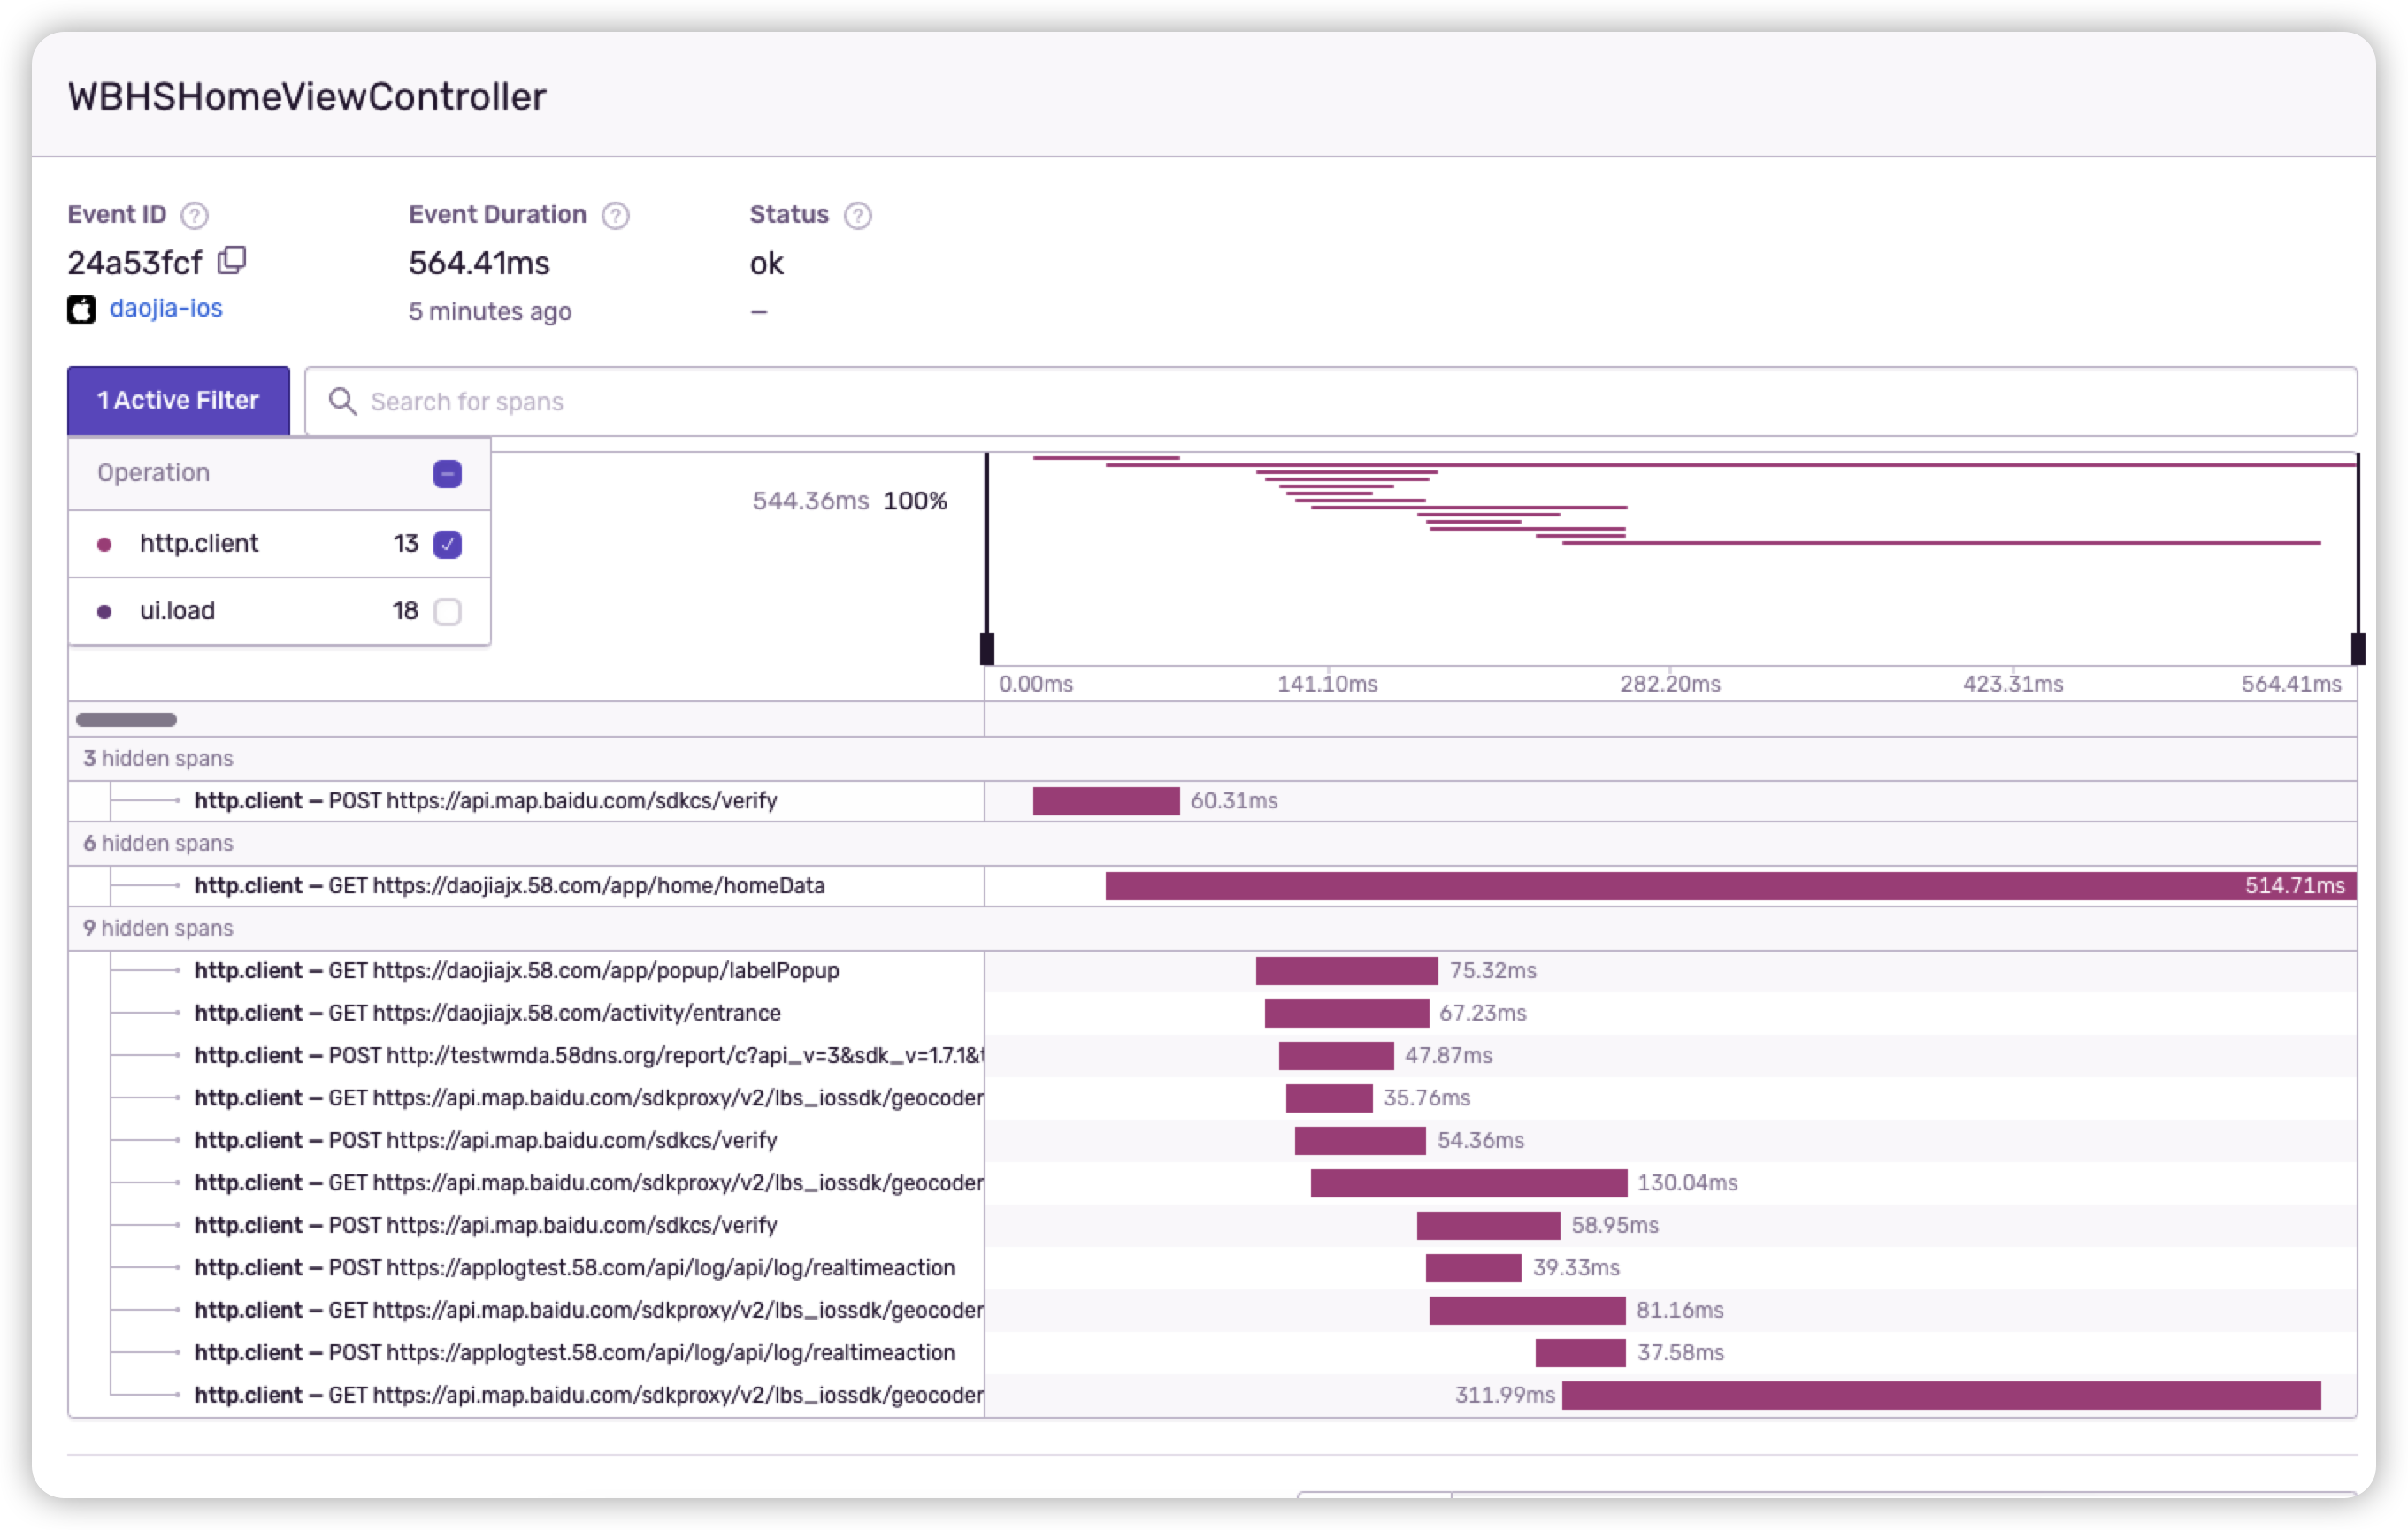 WBHSHomeViewController
Event ID ?
Event Duration ?
Status ?
24a53fcf
564.41ms
ok
daojia-ios
5 minutes ago
–
1 Active Filter
Search for spans
Operation
http.client 13
ui.load 18
544.36ms 100%
0.00ms 141.10ms 282.20ms 423.31ms 564.41ms
3 hidden spans
http.client – POST https://api.map.baidu.com/sdkcs/verify 60.31ms
6 hidden spans
http.client – GET https://daojiajx.58.com/app/home/homeData 514.71ms
9 hidden spans
http.client – GET https://daojiajx.58.com/app/popup/labelPopup 75.32ms
http.client – GET https://daojiajx.58.com/activity/entrance 67.23ms
http.client – POST http://testwmda.58dns.org/report/c?api_v=3&sdk_v=1.7.1& 47.87ms
http.client – GET https://api.map.baidu.com/sdkproxy/v2/lbs_iossdk/geocoder 35.76ms
http.client – POST https://api.map.baidu.com/sdkcs/verify 54.36ms
http.client – GET https://api.map.baidu.com/sdkproxy/v2/lbs_iossdk/geocoder 130.04ms
http.client – POST https://api.map.baidu.com/sdkcs/verify 58.95ms
http.client – POST https://applogtest.58.com/api/log/api/log/realtimeaction 39.33ms
http.client – GET https://api.map.baidu.com/sdkproxy/v2/lbs_iossdk/geocoder 81.16ms
http.client – POST https://applogtest.58.com/api/log/api/log/realtimeaction 37.58ms
http.client – GET https://api.map.baidu.com/sdkproxy/v2/lbs_iossdk/geocoder 311.99ms